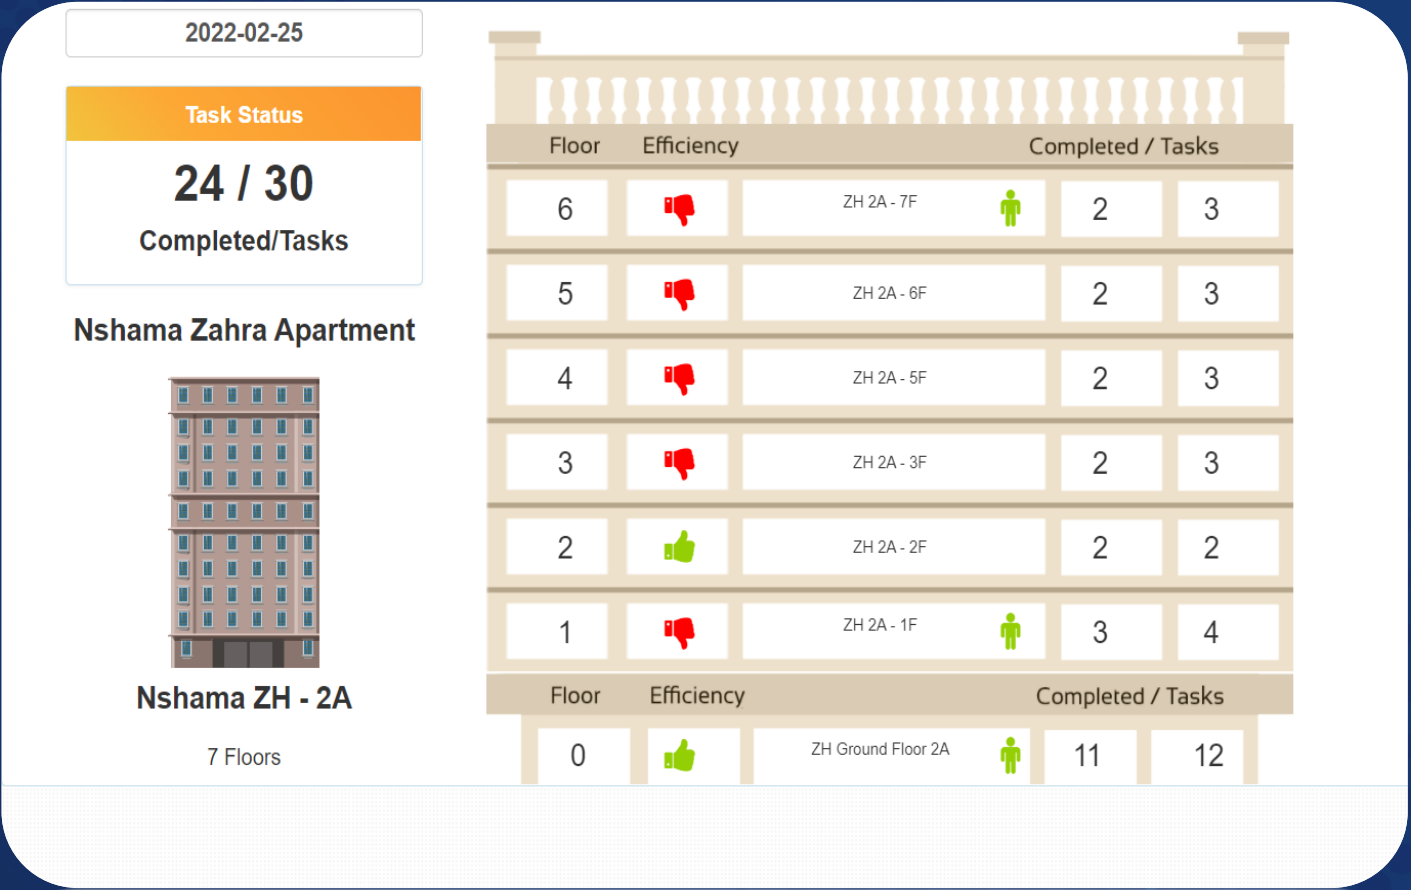 2022-02-25
Task Status
24 / 30
Completed/Tasks
Nshama Zahra Apartment
Nshama ZH - 2A
7 Floors
Floor Efficiency Completed / Tasks
6 ZH 2A - 7F 2 3
5 ZH 2A - 6F 2 3
4 ZH 2A - 5F 2 3
3 ZH 2A - 3F 2 3
2 ZH 2A - 2F 2 2
1 ZH 2A - 1F 3 4
Floor Efficiency Completed / Tasks
0 ZH Ground Floor 2A 11 12